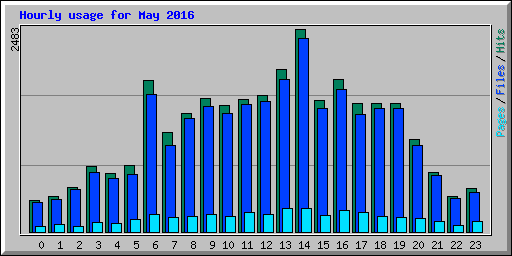 Hourly usage for May 2016
2483
Pages / Files / Hits
0 1 2 3 4 5 6 7 8 9 10 11 12 13 14 15 16 17 18 19 20 21 22 23